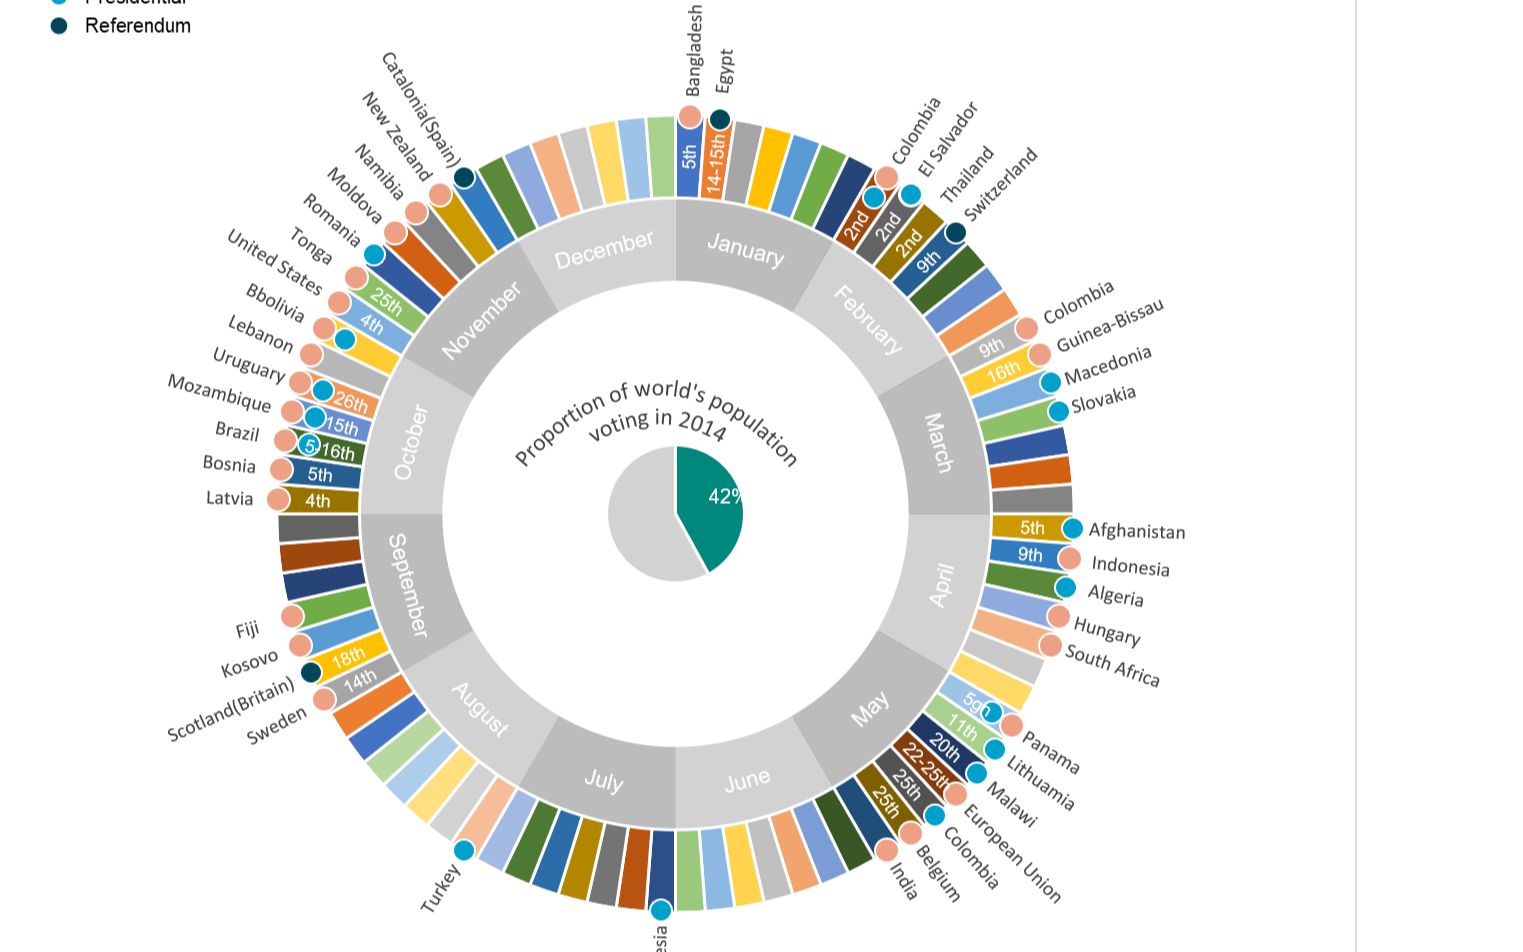 Presidential
Referendum
Bangladesh
Egypt
Colombia
El Salvador
Thailand
Switzerland
Colombia
Guinea-Bissau
Macedonia
Slovakia
Afghanistan
Indonesia
Algeria
Hungary
South Africa
Panama
Lithuamia
Malawi
European Union
Colombia
Belgium
India
esia
Turkey
Sweden
Scotland(Britain)
Kosovo
Fiji
Latvia
Bosnia
Brazil
Mozambique
Uruguay
Lebanon
Bbolivia
United States
Tonga
Romania
Moldova
Namibia
New Zealand
Catalonia(Spain)
5th
14-15th
2nd
2nd
2nd
9th
9th
16th
5th
9th
11th
20th
22-25th
25th
25th
14th
18th
4th
5th
5-16th
15th
26th
4th
25th
January
February
March
April
May
June
July
August
September
October
November
December
Proportion of world's population
voting in 2014
42%